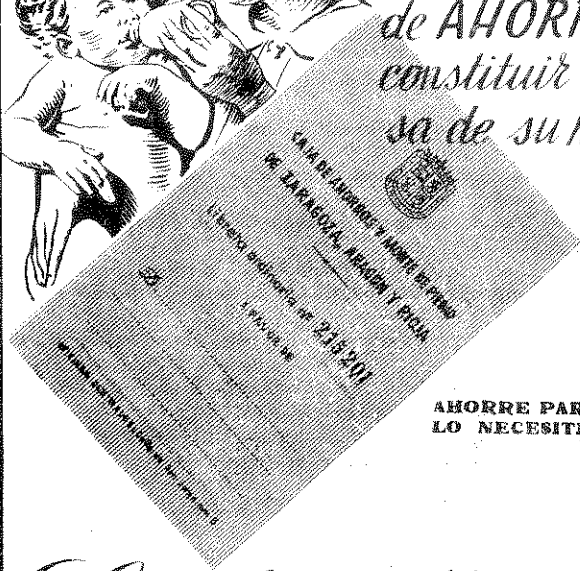 de AHORR
constituir
sa de su p
CAJA DE AHORROS Y MONTE DE PIEDAD
DE ZARAGOZA, ARAGON Y RIOJA
Libreta ordinaria nº 215201
A FAVOR DE
AHORRE PAR
LO NECESITE